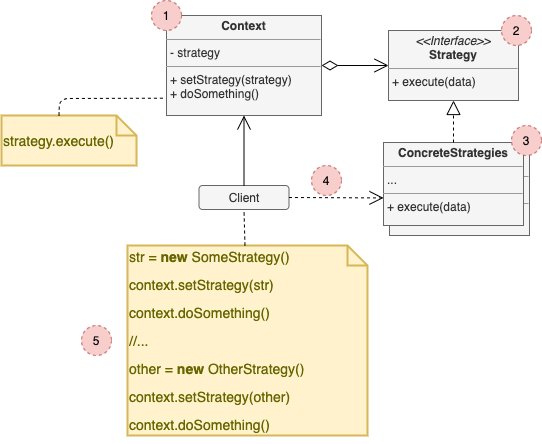 1
Context
- strategy
+ setStrategy(strategy)
+ doSomething()
2
<<Interface>>
Strategy
+ execute(data)
strategy.execute()
3
ConcreteStrategies
...
+ execute(data)
4
Client
5
str = new SomeStrategy()
context.setStrategy(str)
context.doSomething()
//...
other = new OtherStrategy()
context.setStrategy(other)
context.doSomething()